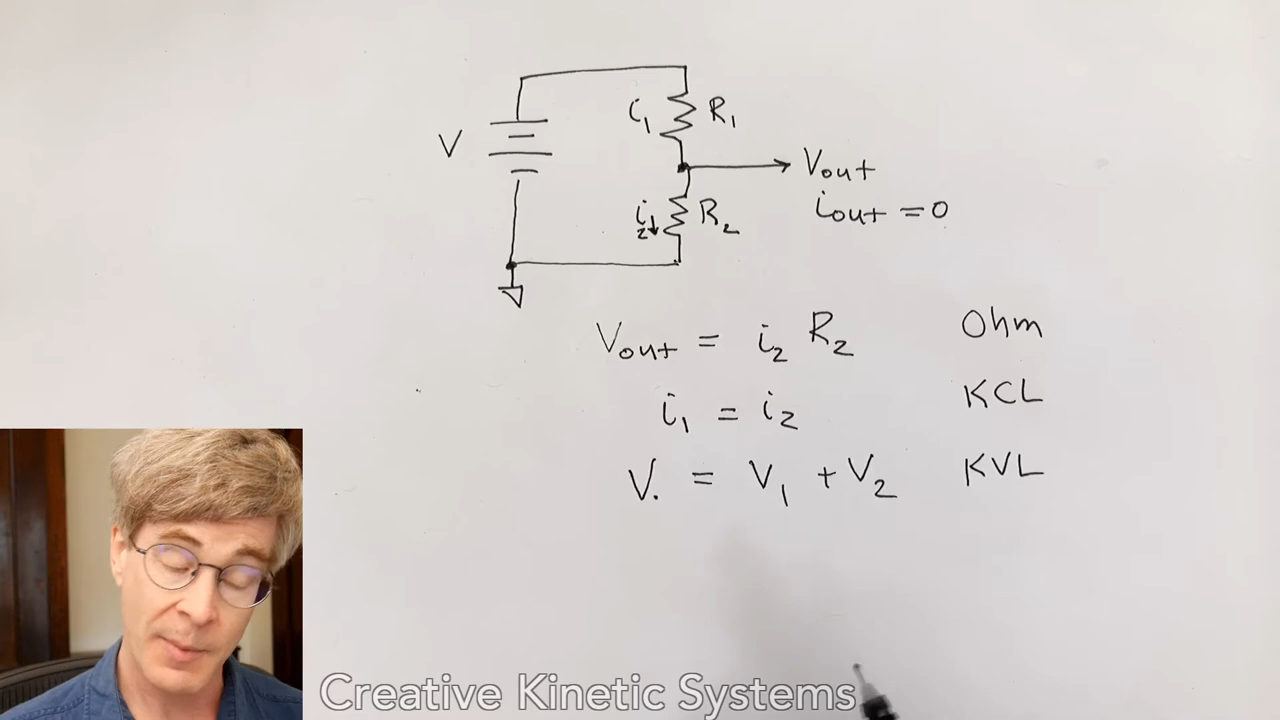 V
i₁ R₁
Vout
iout = 0
i₂ R₂
Vout = i₂ R₂ Ohm
i₁ = i₂ KCL
V. = V₁ + V₂ KVL
Creative Kinetic Systems